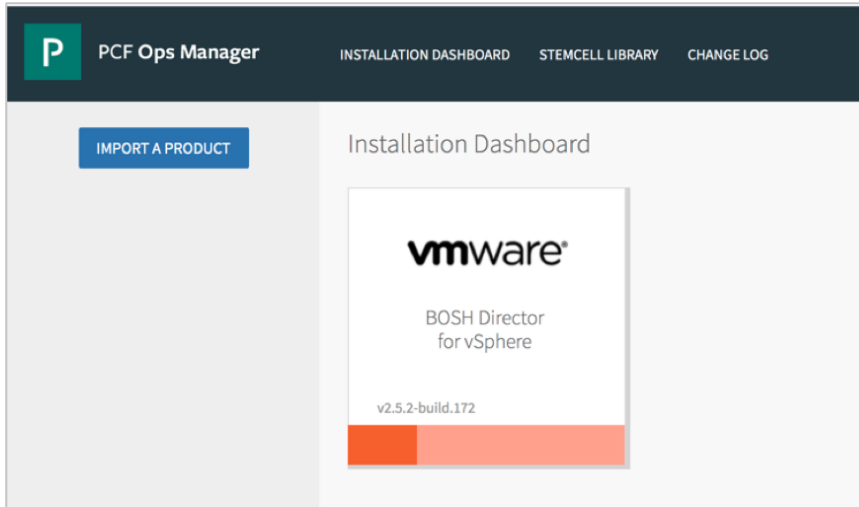 P PCF Ops Manager INSTALLATION DASHBOARD STEMCELL LIBRARY CHANGE LOG
IMPORT A PRODUCT
Installation Dashboard
vmware®
BOSH Director
for vSphere
v2.5.2-build.172